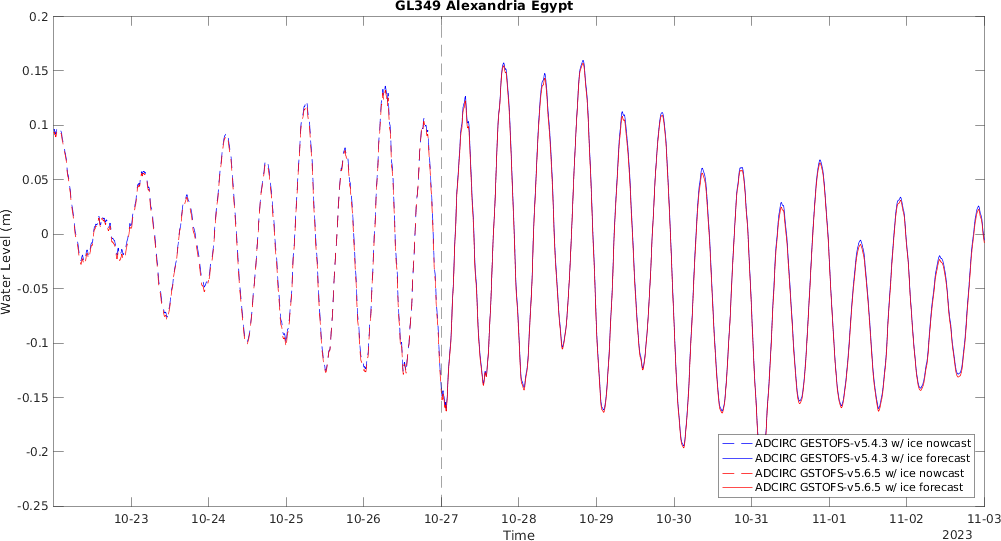 GL349 Alexandria Egypt
Water Level (m)
0.2
0.15
0.1
0.05
0
-0.05
-0.1
-0.15
-0.2
-0.25
ADCIRC GESTOFS-v5.4.3 w/ ice nowcast
ADCIRC GESTOFS-v5.4.3 w/ ice forecast
ADCIRC GSTOFS-v5.6.5 w/ ice nowcast
ADCIRC GSTOFS-v5.6.5 w/ ice forecast
10-23 10-24 10-25 10-26 10-27 10-28 10-29 10-30 10-31 11-01 11-02 11-03
Time
2023